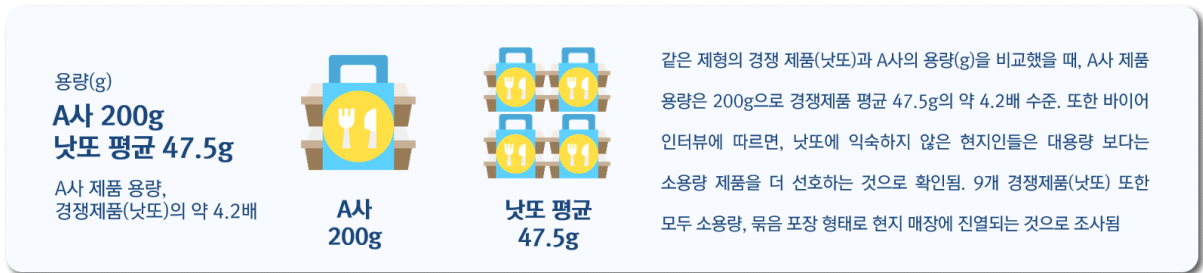 용량(g)
A사 200g
낫또 평균 47.5g
A사 제품 용량,
경쟁제품(낫또)의 약 4.2배
A사
200g
낫또 평균
47.5g
같은 제형의 경쟁 제품(낫또)과 A사의 용량(g)을 비교했을 때, A사 제품
용량은 200g으로 경쟁제품 평균 47.5g의 약 4.2배 수준. 또한 바이어
인터뷰에 따르면, 낫또에 익숙하지 않은 현지인들은 대용량 보다는
소용량 제품을 더 선호하는 것으로 확인됨. 9개 경쟁제품(낫또) 또한
모두 소용량, 묶음 포장 형태로 현지 매장에 진열되는 것으로 조사됨